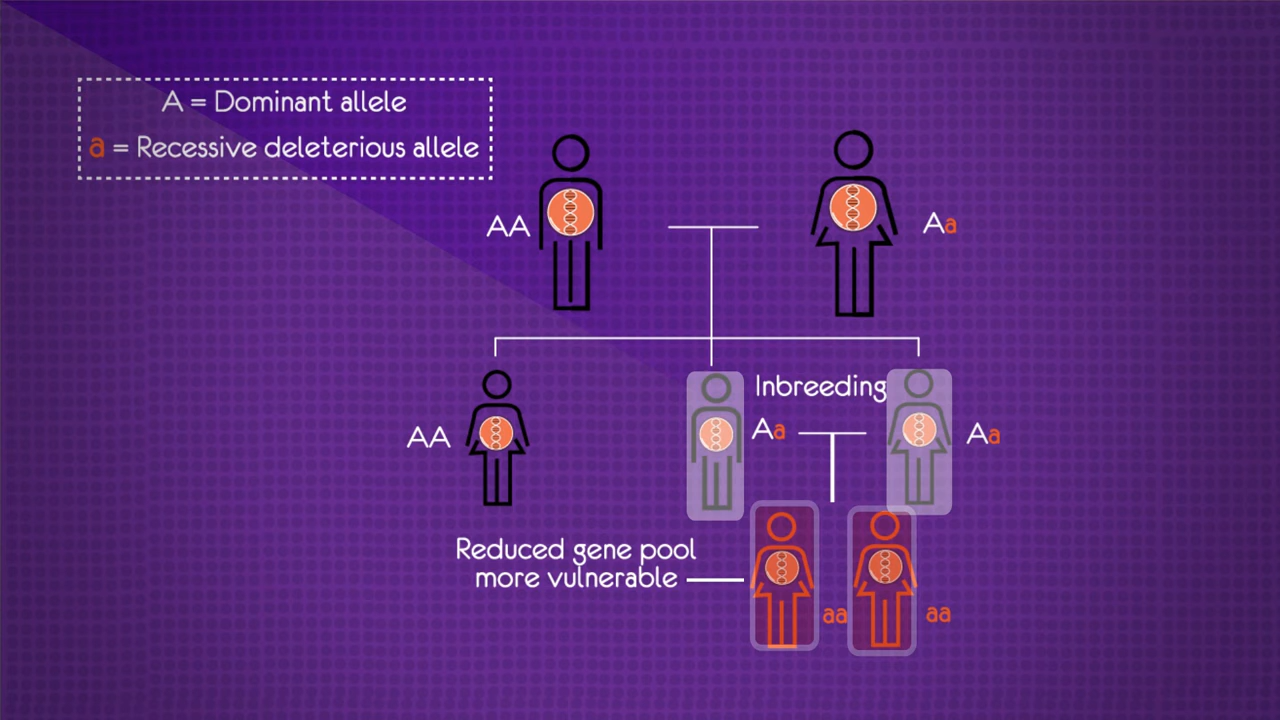 A = Dominant allele
a = Recessive deleterious allele
AA
Aa
Inbreeding
AA
Aa
Aa
Reduced gene pool
more vulnerable
aa
aa